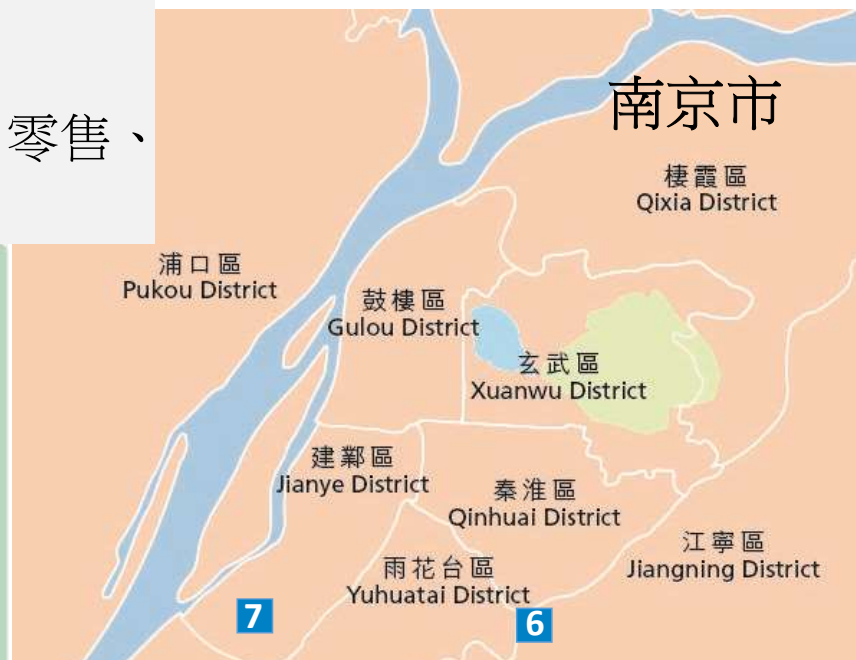 零售、
南京市
棲霞區
Qixia District
浦口區
Pukou District
鼓樓區
Gulou District
玄武區
Xuanwu District
建鄴區
Jianye District
秦淮區
Qinhuai District
江寧區
Jiangning District
雨花台區
Yuhuatai District
7
6